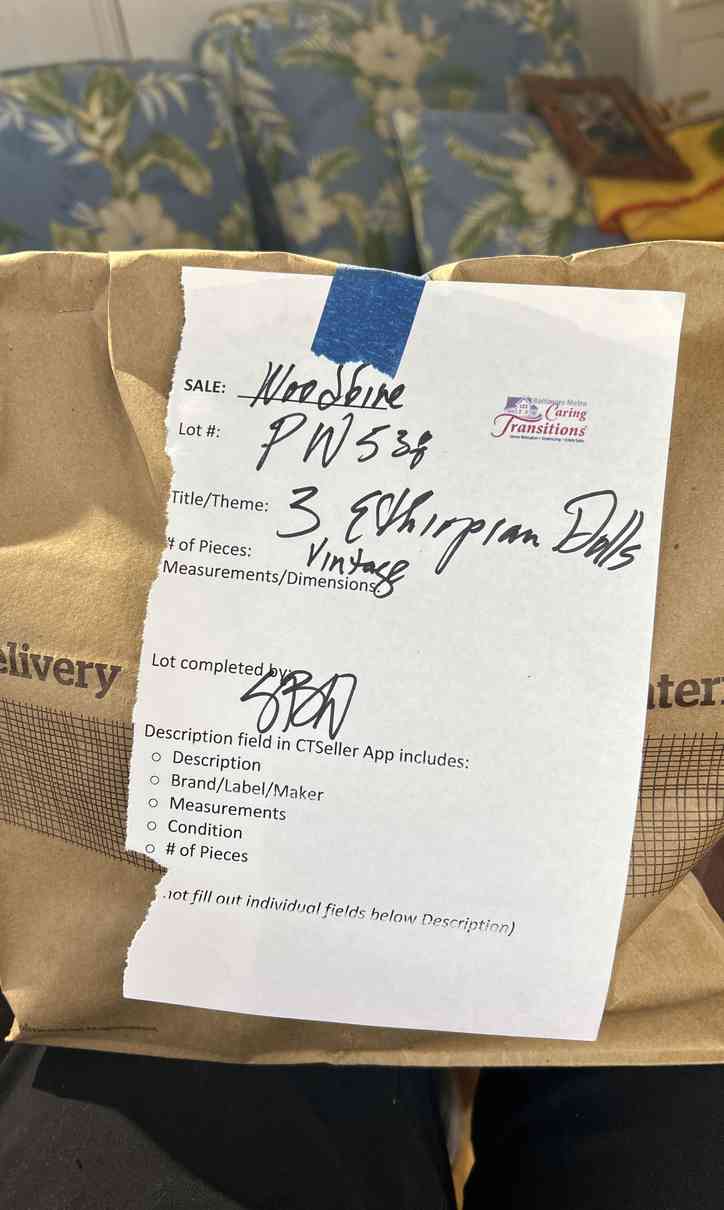 SALE: Woodbine
Baltimore Metro
Caring
Transitions
Lot #: PW538
Title/Theme: 3 Ethiopian Dolls
# of Pieces: Vintage
Measurements/Dimensions:
elivery
Lot completed by:
SBW
Description field in CTSeller App includes:
○ Description
○ Brand/Label/Maker
○ Measurements
○ Condition
○ # of Pieces
not fill out individual fields below Description)